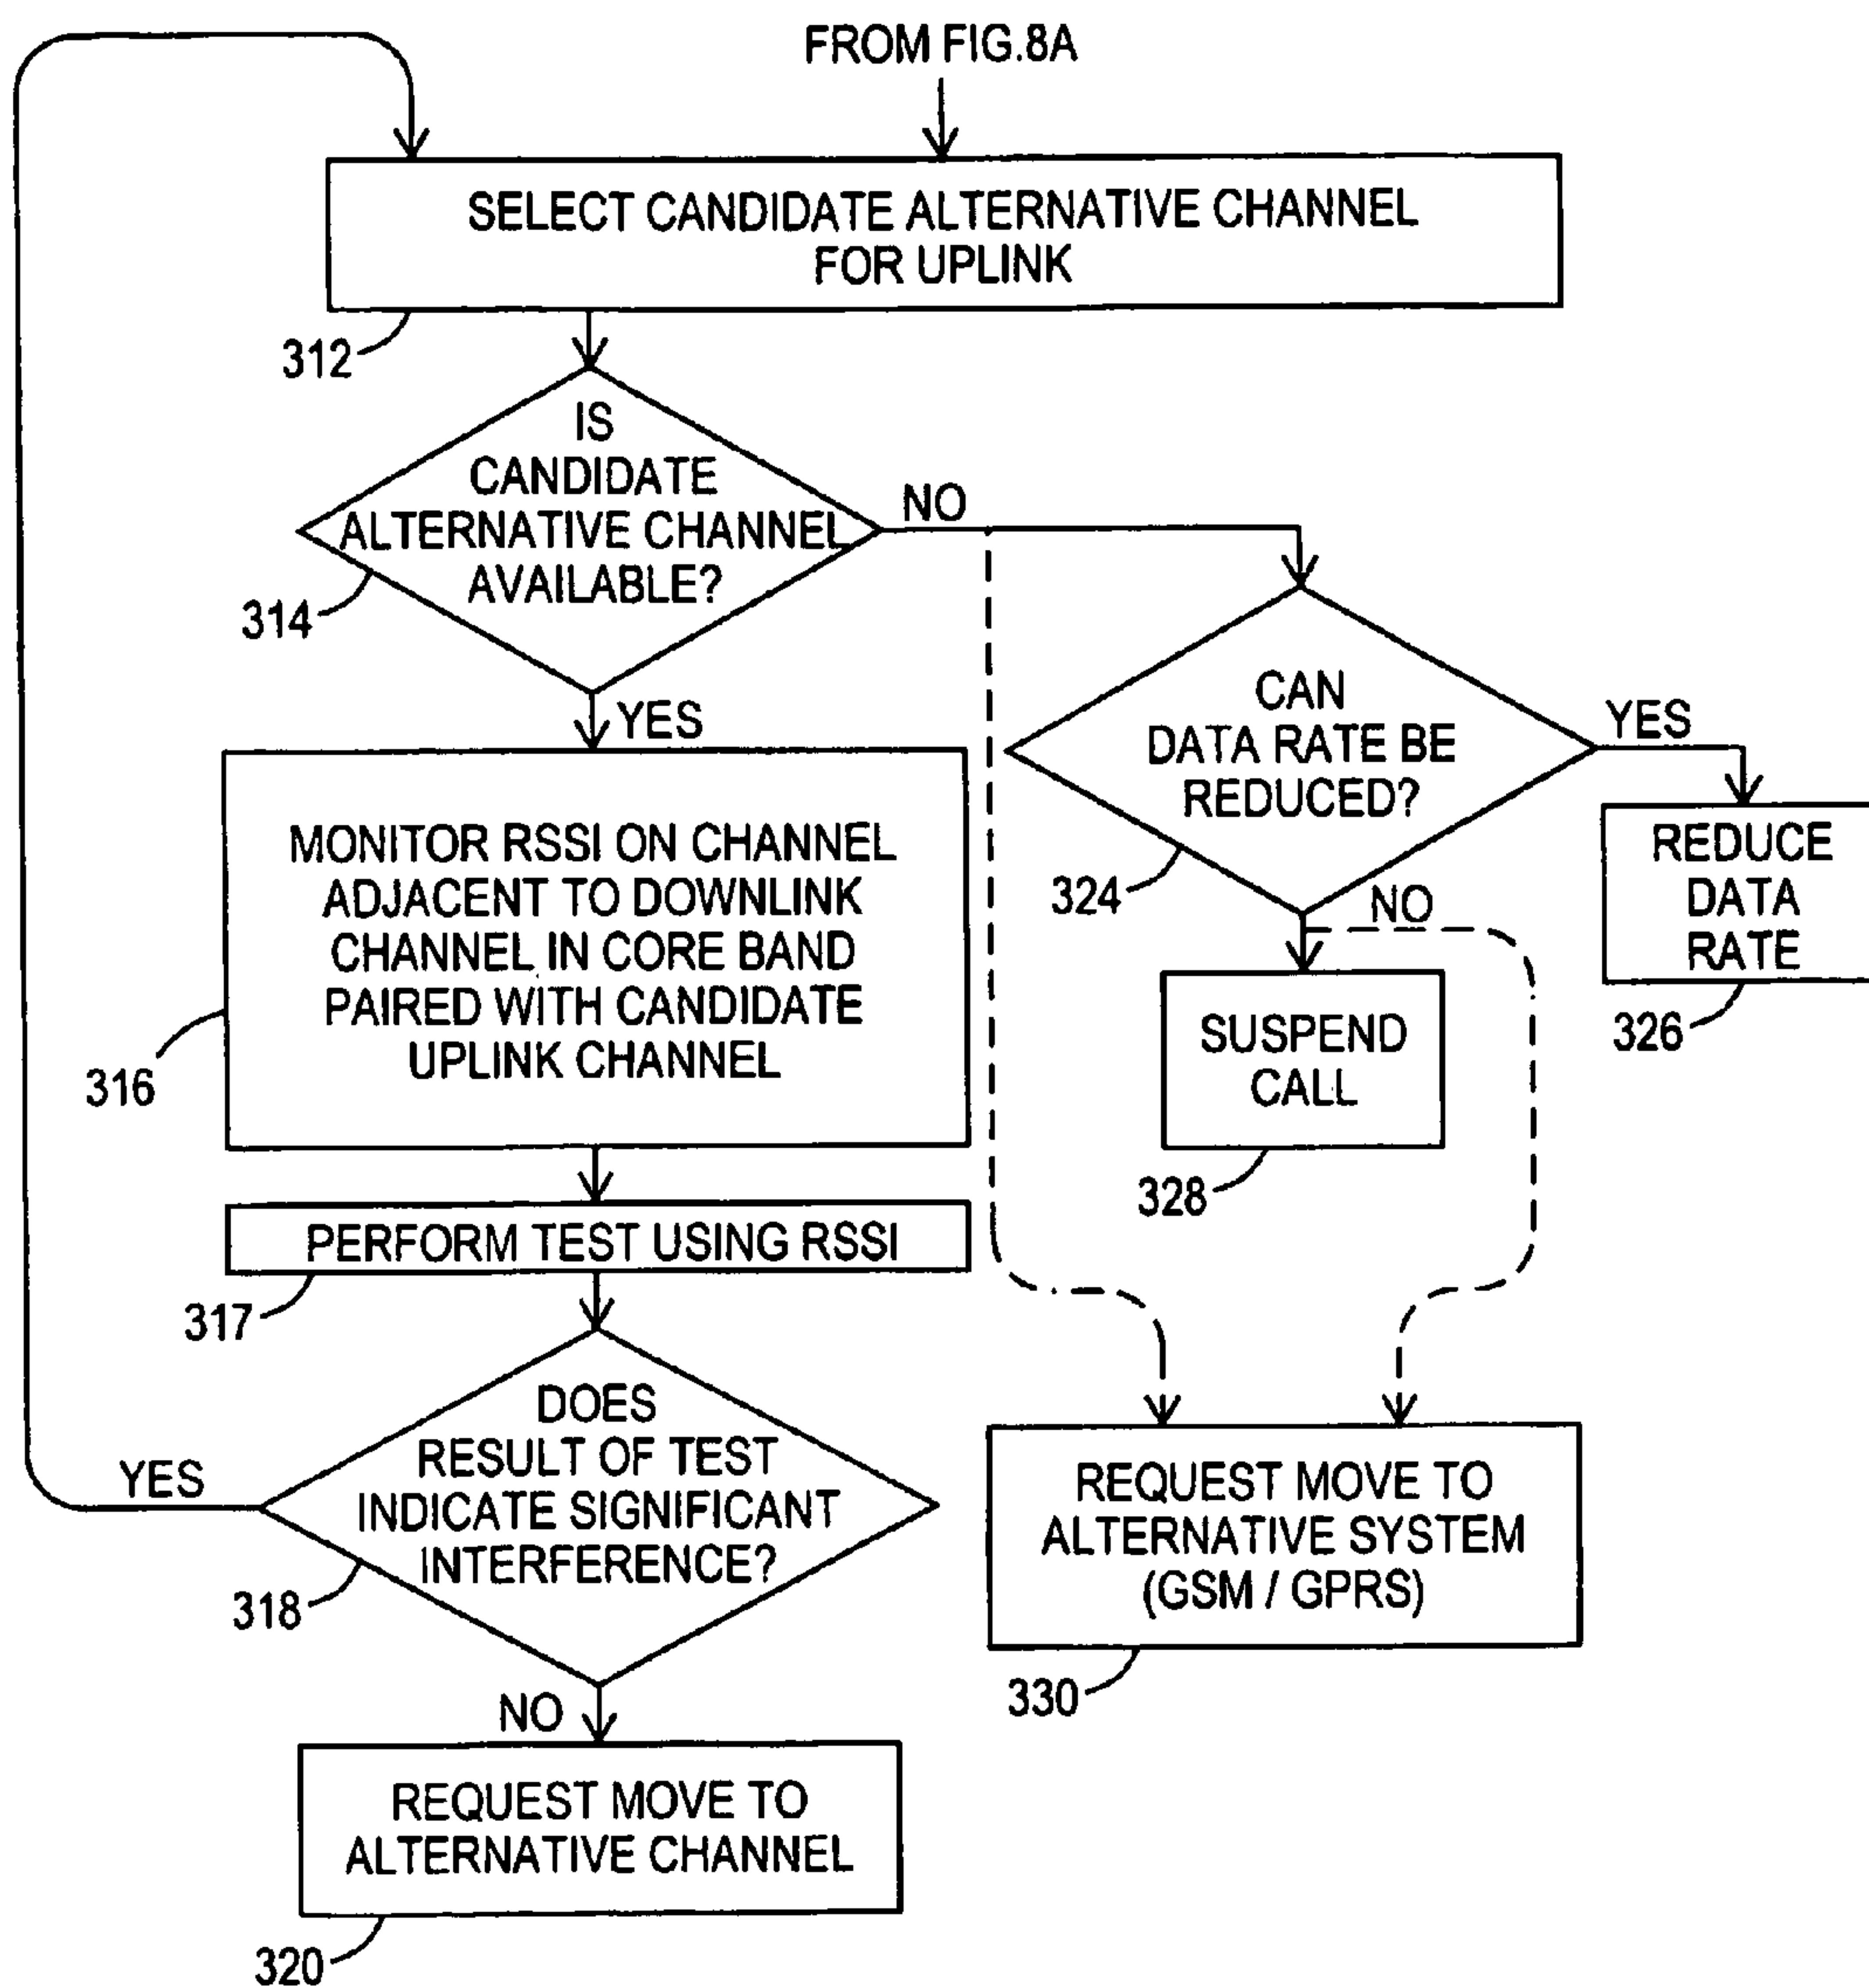 FROM FIG.8A
SELECT CANDIDATE ALTERNATIVE CHANNEL
FOR UPLINK
312
IS
CANDIDATE
ALTERNATIVE CHANNEL
AVAILABLE?
314
NO
YES
CAN
DATA RATE BE
REDUCED?
324
YES
REDUCE
DATA
RATE
326
NO
SUSPEND
CALL
328
MONITOR RSSI ON CHANNEL
ADJACENT TO DOWNLINK
CHANNEL IN CORE BAND
PAIRED WITH CANDIDATE
UPLINK CHANNEL
316
PERFORM TEST USING RSSI
317
DOES
RESULT OF TEST
INDICATE SIGNIFICANT
INTERFERENCE?
318
YES
NO
REQUEST MOVE TO
ALTERNATIVE SYSTEM
(GSM / GPRS)
330
REQUEST MOVE TO
ALTERNATIVE CHANNEL
320